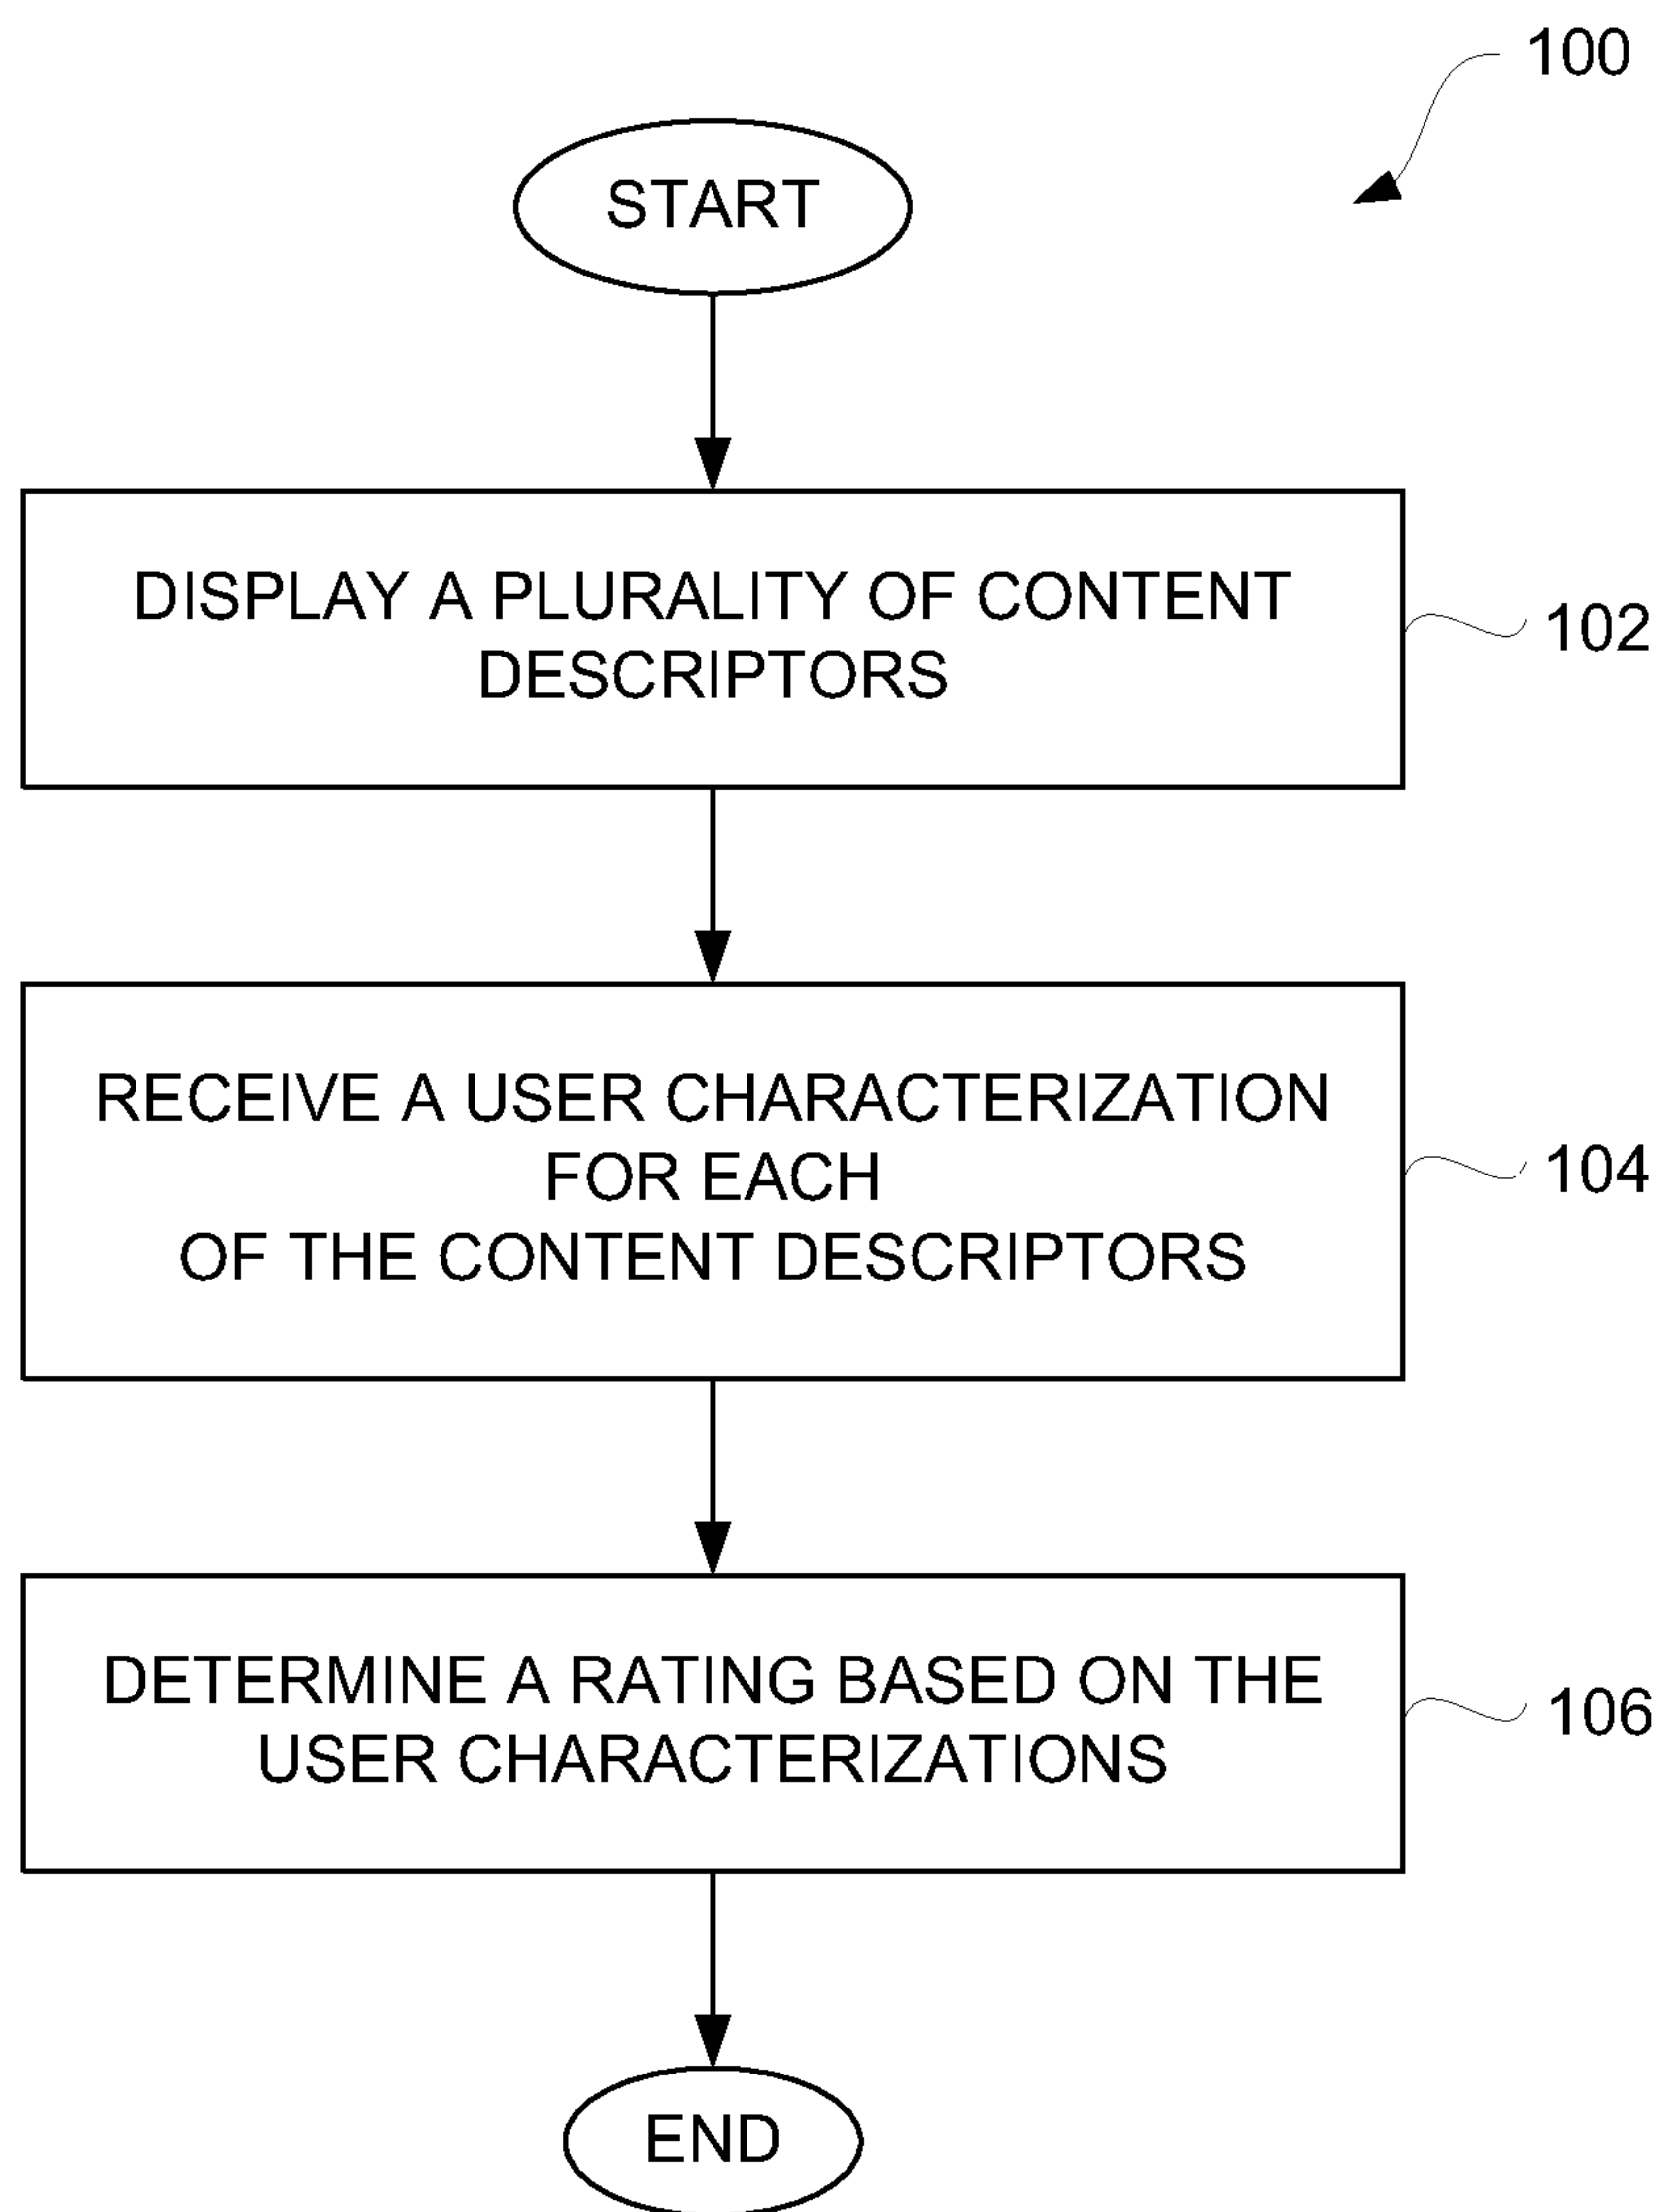 100
START
DISPLAY A PLURALITY OF CONTENT
DESCRIPTORS
102
RECEIVE A USER CHARACTERIZATION
FOR EACH
OF THE CONTENT DESCRIPTORS
104
DETERMINE A RATING BASED ON THE
USER CHARACTERIZATIONS
106
END